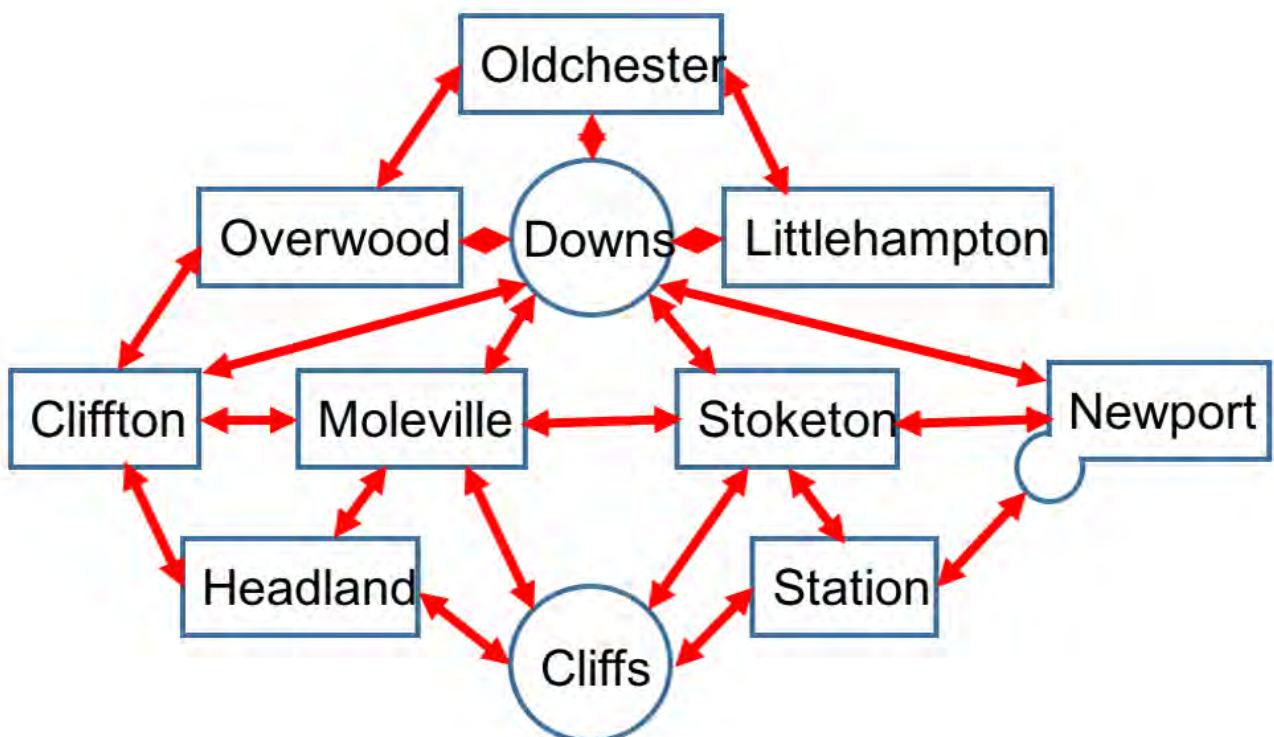 Oldchester
Overwood
Downs
Littlehampton
Cliffton
Moleville
Stoketon
Newport
Headland
Station
Cliffs